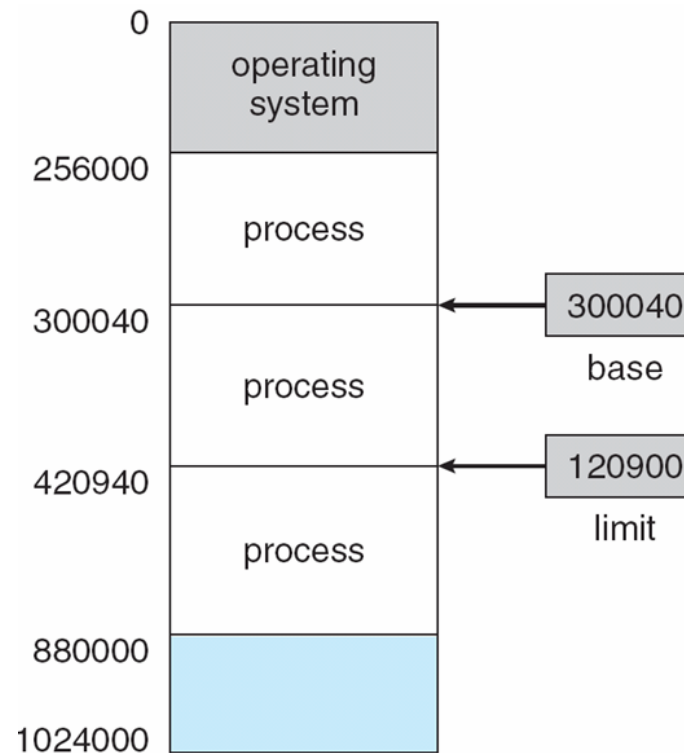 0
operating
system
256000
process
300040
300040
base
process
420940
120900
limit
process
880000
1024000